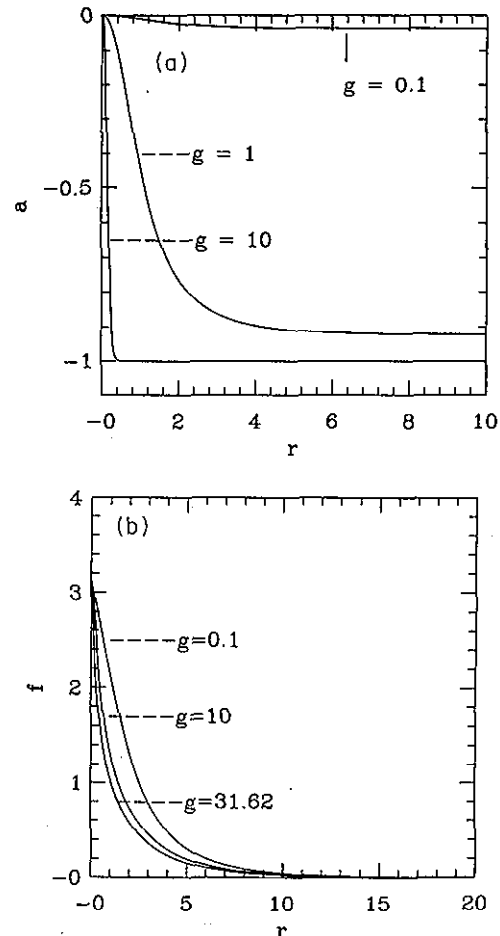 0
(a)
g = 0.1
g = 1
-0.5
a
g = 10
-1
-0 2 4 6 8 10
r
4
(b)
3
g=0.1
f
2
g=10
1
g=31.62
-0
-0 5 10 15 20
r